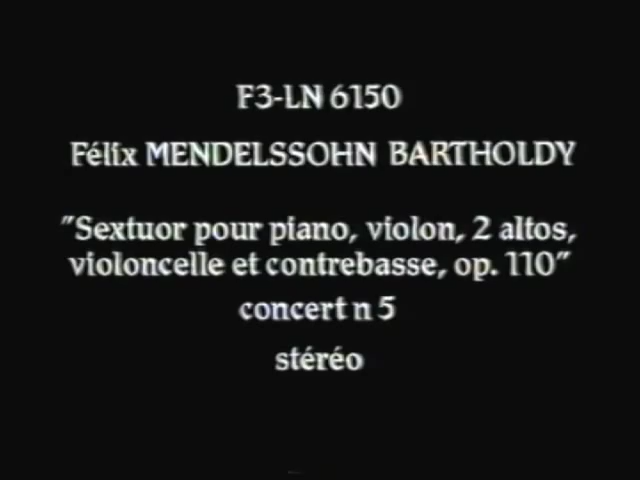 F3-LN 6150
Félix MENDELSSOHN BARTHOLDY
"Sextuor pour piano, violon, 2 altos,
violoncelle et contrebasse, op. 110"
concert n 5
stéréo